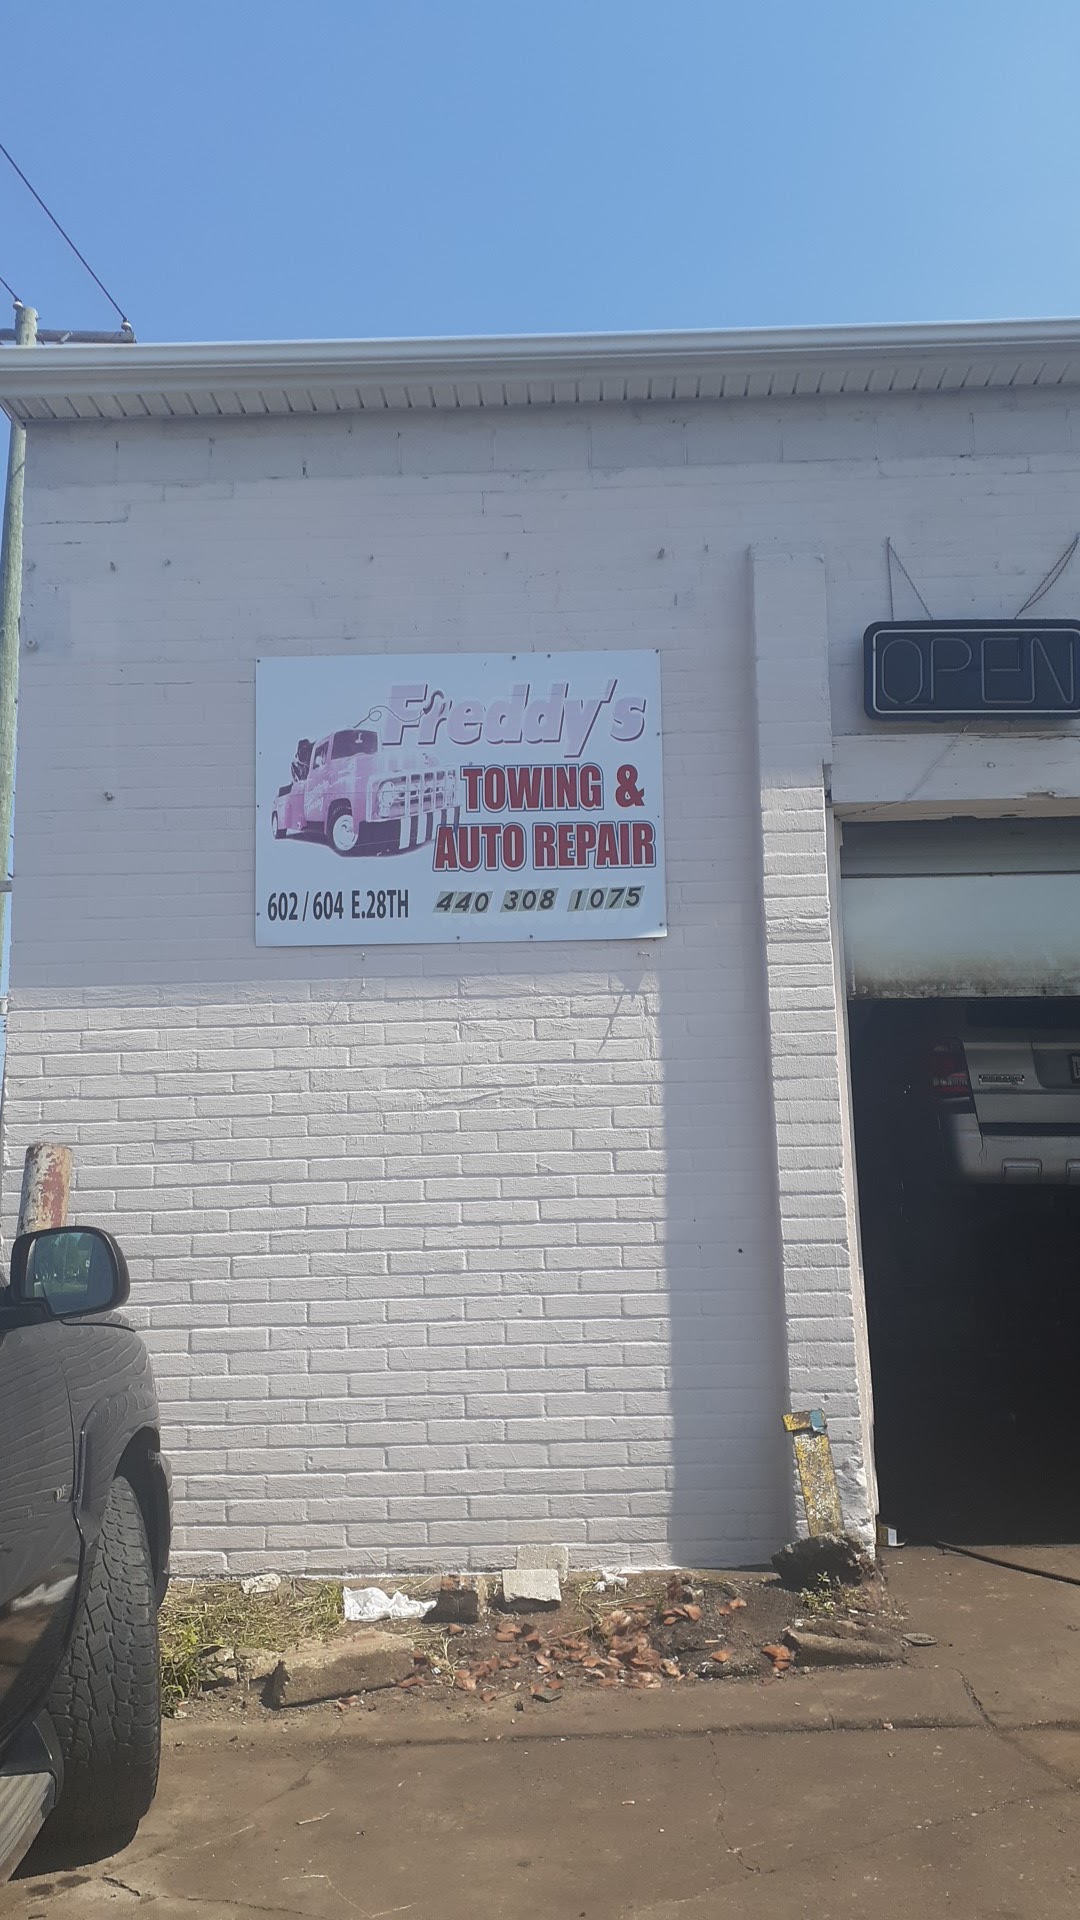 Freddy's
TOWING &
AUTO REPAIR
602 / 604 E.28TH
440 308 1075
OPEN